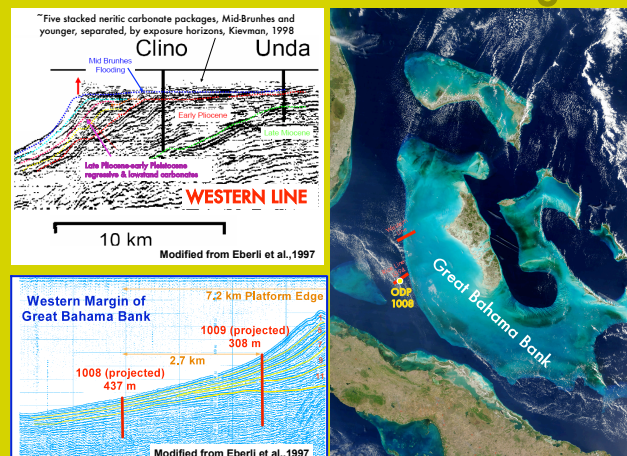 ~Five stacked neritic carbonate packages, Mid-Brunhes and
younger, separated, by exposure horizons, Kievman, 1998
Clino
Unda
Mid Bruhnes
Flooding
Early Pliocene
Late Miocene
Late Pliocene-early Pleistocene
regressive & lowstand carbonates
WESTERN LINE
10 km
Modified from Eberli et al.,1997
Western Margin of
Great Bahama Bank
7.2 km Platform Edge
1009 (projected)
308 m
2.7 km
1008 (projected)
437 m
Modified from Eberli et al.,1997
ODP
1008
Great Bahama Bank